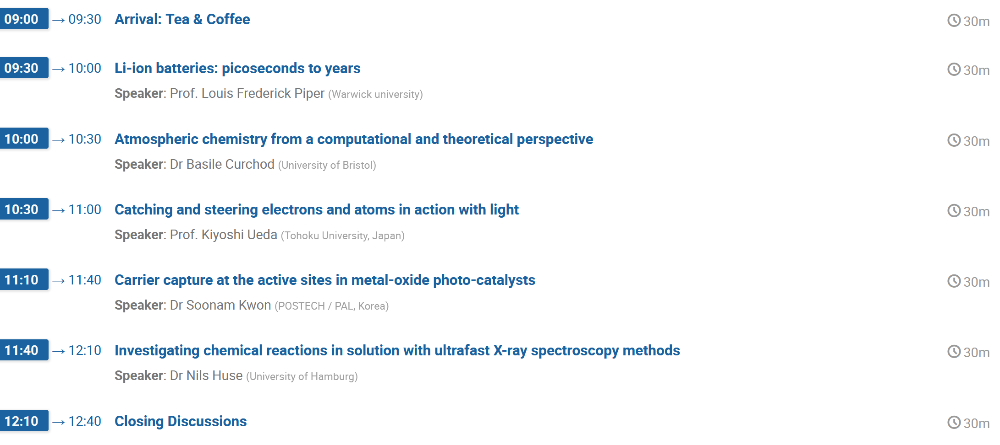 09:00 → 09:30 Arrival: Tea & Coffee 30m
09:30 → 10:00 Li-ion batteries: picoseconds to years 30m
Speaker: Prof. Louis Frederick Piper (Warwick university)
10:00 → 10:30 Atmospheric chemistry from a computational and theoretical perspective 30m
Speaker: Dr Basile Curchod (University of Bristol)
10:30 → 11:00 Catching and steering electrons and atoms in action with light 30m
Speaker: Prof. Kiyoshi Ueda (Tohoku University, Japan)
11:10 → 11:40 Carrier capture at the active sites in metal-oxide photo-catalysts 30m
Speaker: Dr Soonam Kwon (POSTECH / PAL, Korea)
11:40 → 12:10 Investigating chemical reactions in solution with ultrafast X-ray spectroscopy methods 30m
Speaker: Dr Nils Huse (University of Hamburg)
12:10 → 12:40 Closing Discussions 30m